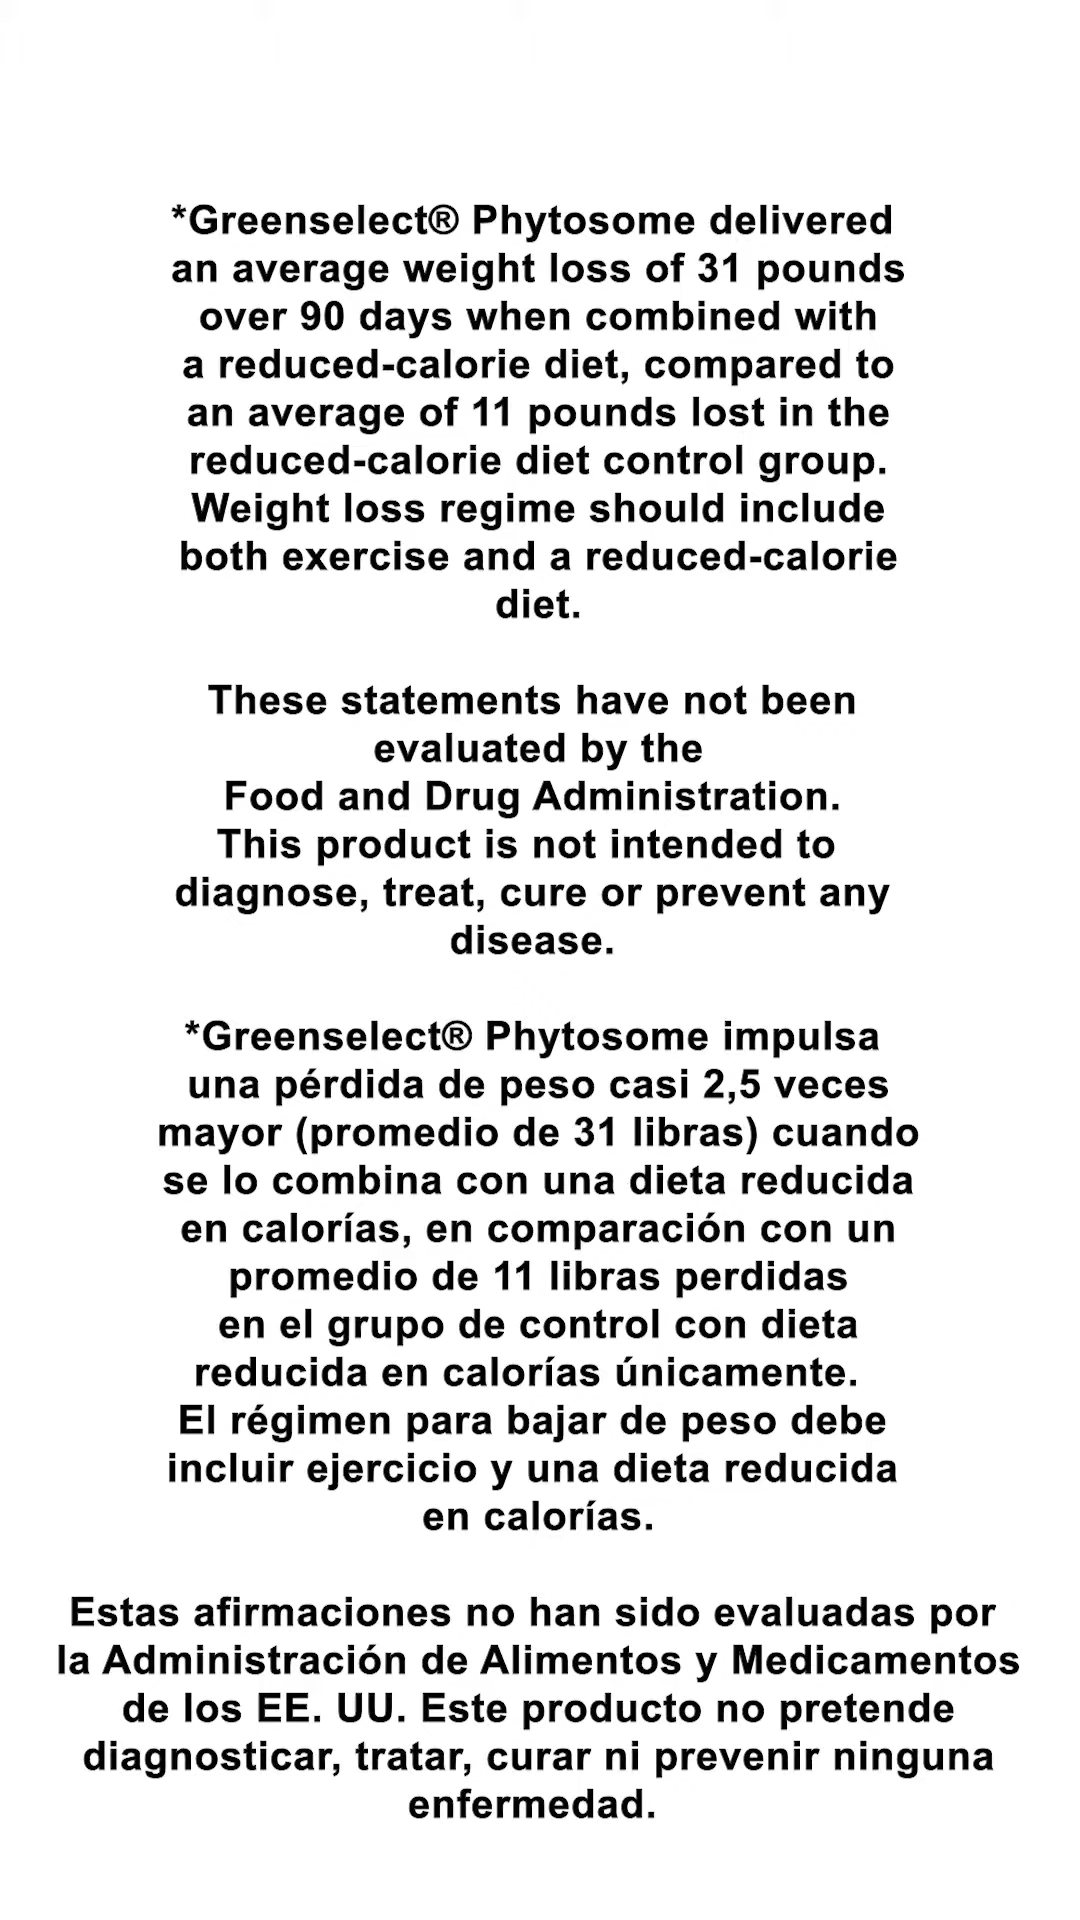 *Greenselect® Phytosome delivered
an average weight loss of 31 pounds
over 90 days when combined with
a reduced-calorie diet, compared to
an average of 11 pounds lost in the
reduced-calorie diet control group.
Weight loss regime should include
both exercise and a reduced-calorie
diet.
These statements have not been
evaluated by the
Food and Drug Administration.
This product is not intended to
diagnose, treat, cure or prevent any
disease.
*Greenselect® Phytosome impulsa
una pérdida de peso casi 2,5 veces
mayor (promedio de 31 libras) cuando
se lo combina con una dieta reducida
en calorías, en comparación con un
promedio de 11 libras perdidas
en el grupo de control con dieta
reducida en calorías únicamente.
El régimen para bajar de peso debe
incluir ejercicio y una dieta reducida
en calorías.
Estas afirmaciones no han sido evaluadas por
la Administración de Alimentos y Medicamentos
de los EE. UU. Este producto no pretende
diagnosticar, tratar, curar ni prevenir ninguna
enfermedad.